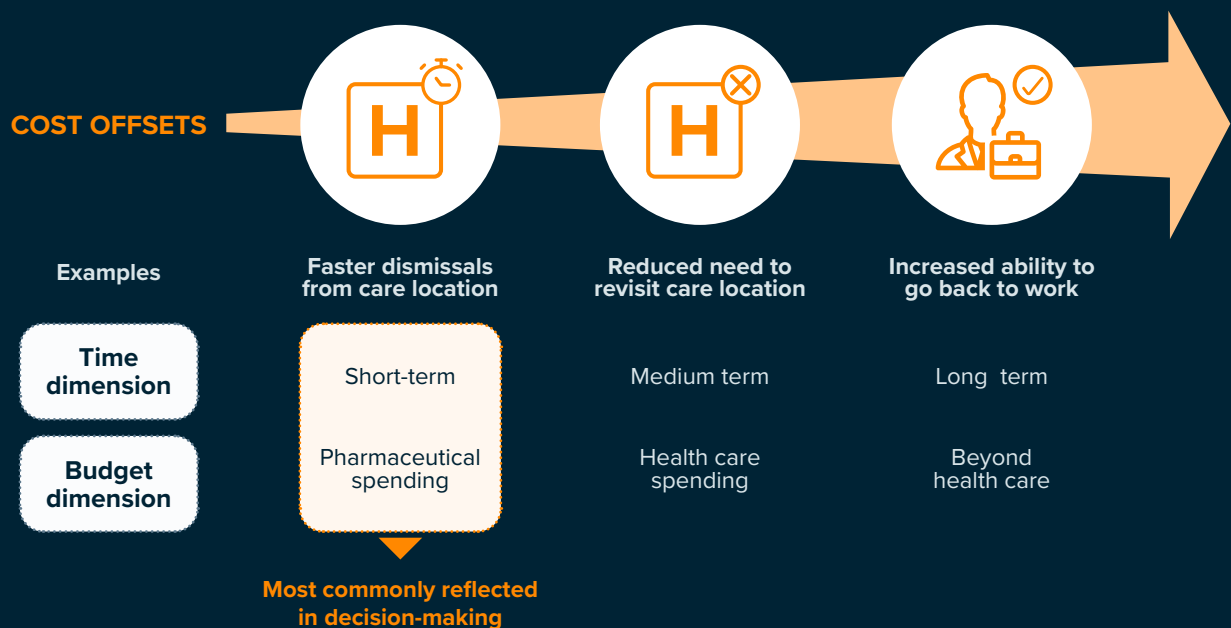 COST OFFSETS
H
H
Examples
Faster dismissals
from care location
Reduced need to
revisit care location
Increased ability to
go back to work
Time
dimension
Short-term
Medium term
Long term
Budget
dimension
Pharmaceutical
spending
Health care
spending
Beyond
health care
Most commonly reflected
in decision-making